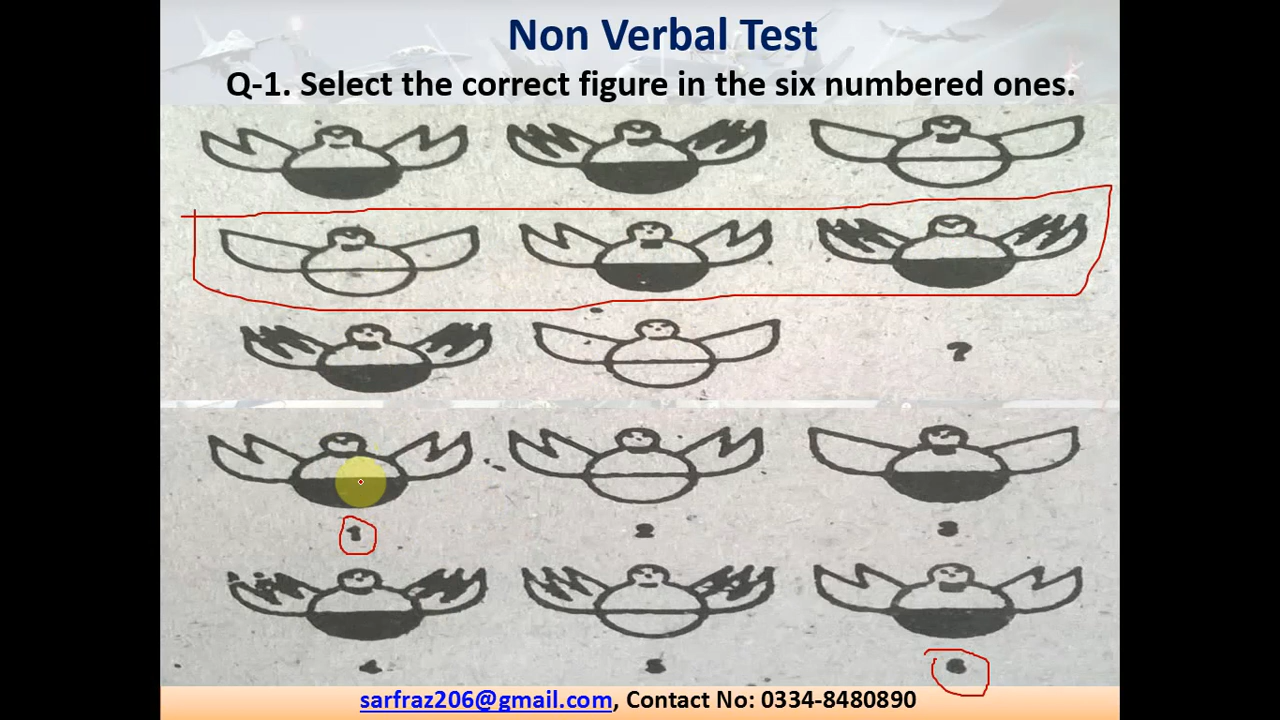 Non Verbal Test
Q-1. Select the correct figure in the six numbered ones.
?
1 2 3
4 5 6
sarfraz206@gmail.com, Contact No: 0334-8480890